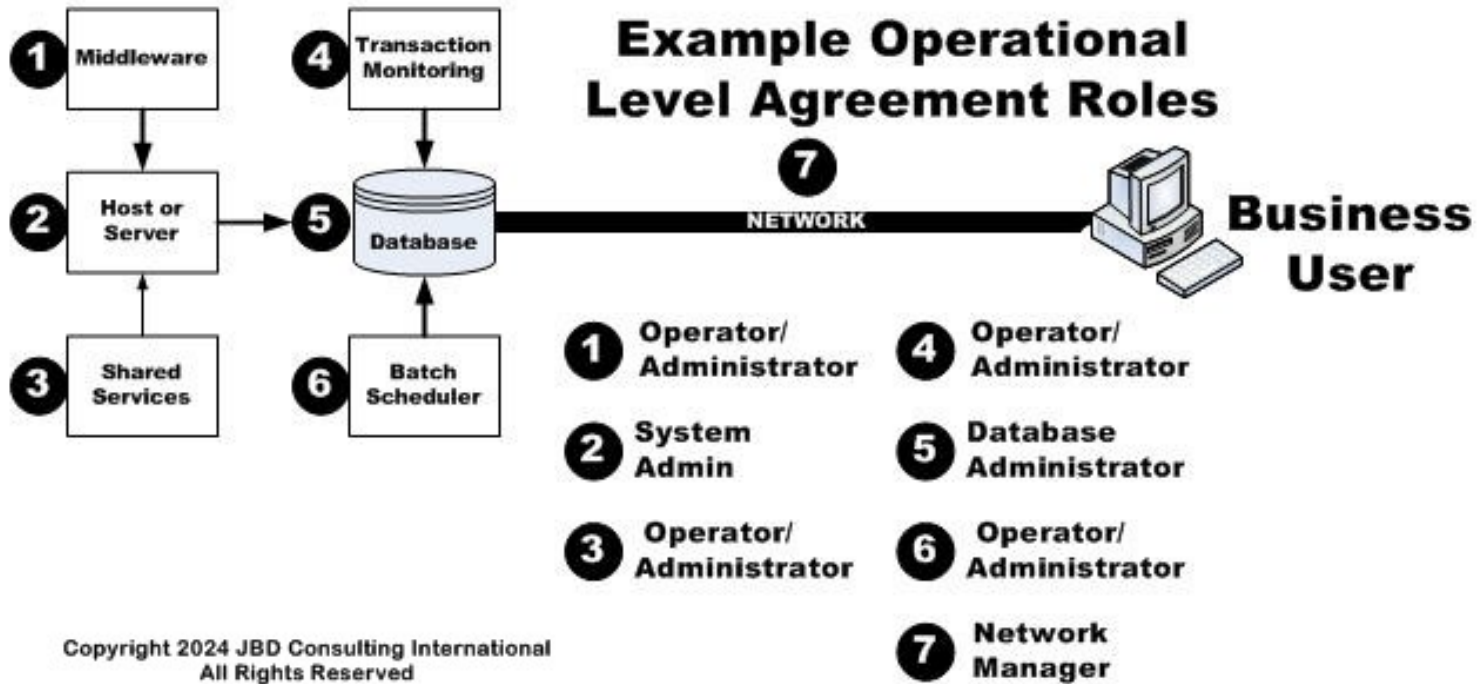 Example Operational
Level Agreement Roles
1
Middleware
4
Transaction
Monitoring
7
2
Host or
Server
5
Database
NETWORK
Business
User
3
Shared
Services
6
Batch
Scheduler
1
Operator/
Administrator
2
System
Admin
3
Operator/
Administrator
4
Operator/
Administrator
5
Database
Administrator
6
Operator/
Administrator
7
Network
Manager
Copyright 2024 JBD Consulting International
All Rights Reserved